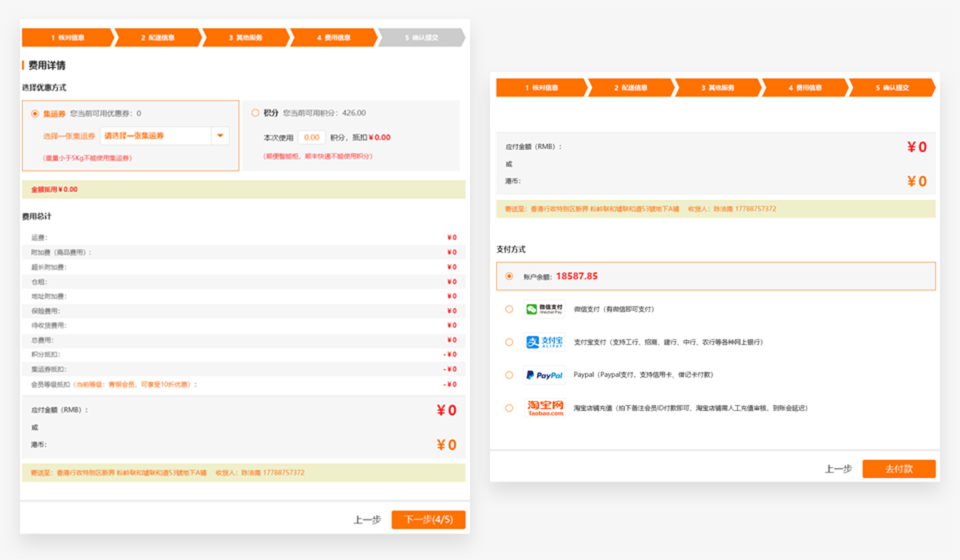 1 核对信息
2 配送信息
3 其他服务
4 费用信息
5 确认提交
费用详情
选择优惠方式
集运券 您当前可用优惠券：0
选择一张集运券 请选择一张集运券
(重量小于5Kg不能使用集运券)
积分 您当前可用积分：426.00
本次使用 0.00 积分，抵扣¥0.00
(顺便智能柜，顺丰快递不能使用积分)
金额抵用¥0.00
费用总计
运费： ¥0
附加费（商品费用）： ¥0
超长附加费： ¥0
仓租： ¥0
地址附加费： ¥0
保险费用： ¥0
待收货费用： ¥0
总费用： ¥0
积分抵扣： -¥0
集运券抵扣： -¥0
会员等级抵扣（当前等级：青铜会员，可享受10折优惠）： -¥0
应付金额（RMB）： ¥0
或
港币： ¥0
寄送至：香港行政特别区新界 粉岭联和墟联和道53號地下A舖 收货人：陈洁霞 17788757372
上一步
下一步(4/5)
1 核对信息
2 配送信息
3 其他服务
4 费用信息
5 确认提交
应付金额（RMB）： ¥0
或
港币： ¥0
寄送至：香港行政特别区新界 粉岭联和墟联和道53號地下A舖 收货人：陈洁霞 17788757372
支付方式
账户余额：18587.85
微信支付 WeChat Pay 微信支付（有微信即可支付）
支付宝 ALIPAY 支付宝支付（支持工行、招商、建行、中行、农行等各种网上银行）
PayPal Paypal（Paypal支付，支持信用卡、借记卡付款）
淘宝网 Taobao.com 淘宝店铺充值（拍下备注会员ID付款即可，淘宝店铺需人工充值审核，到账会延迟）
上一步
去付款